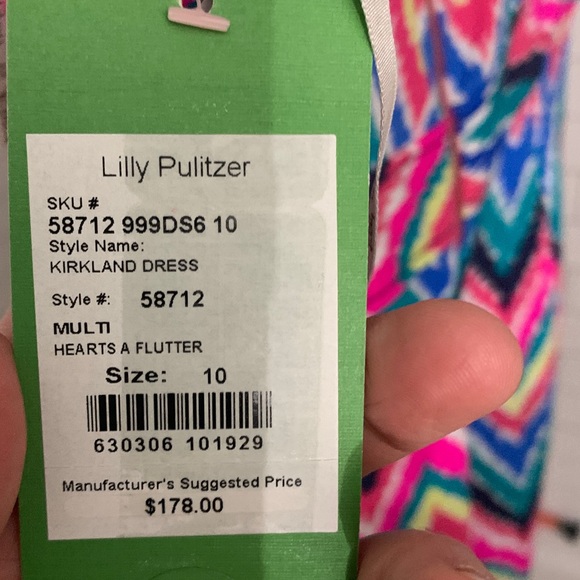 Lilly Pulitzer
SKU #
58712 999DS6 10
Style Name:
KIRKLAND DRESS
Style #: 58712
MULTI
HEARTS A FLUTTER
Size: 10
630306 101929
Manufacturer's Suggested Price
$178.00